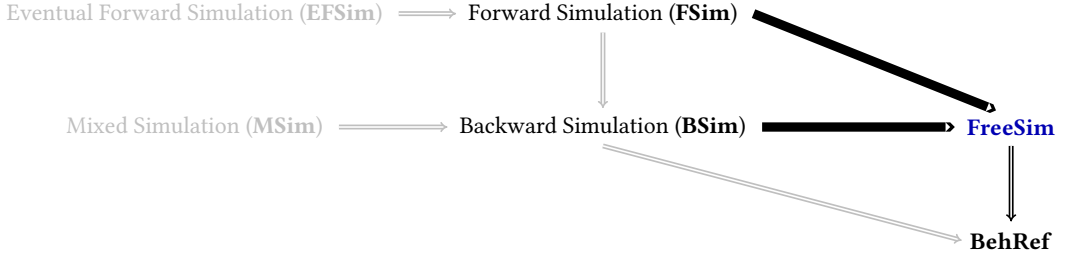 Eventual Forward Simulation (EFSim) Forward Simulation (FSim)
Mixed Simulation (MSim) Backward Simulation (BSim) FreeSim
BehRef